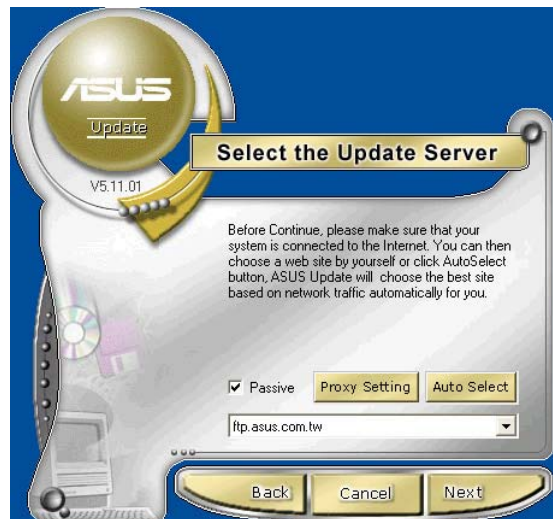 ASUS
Update
V5.11.01
Select the Update Server
Before Continue, please make sure that your
system is connected to the Internet. You can then
choose a web site by yourself or click AutoSelect
button, ASUS Update will choose the best site
based on network traffic automatically for you.
Passive
Proxy Setting
Auto Select
ftp.asus.com.tw
Back
Cancel
Next